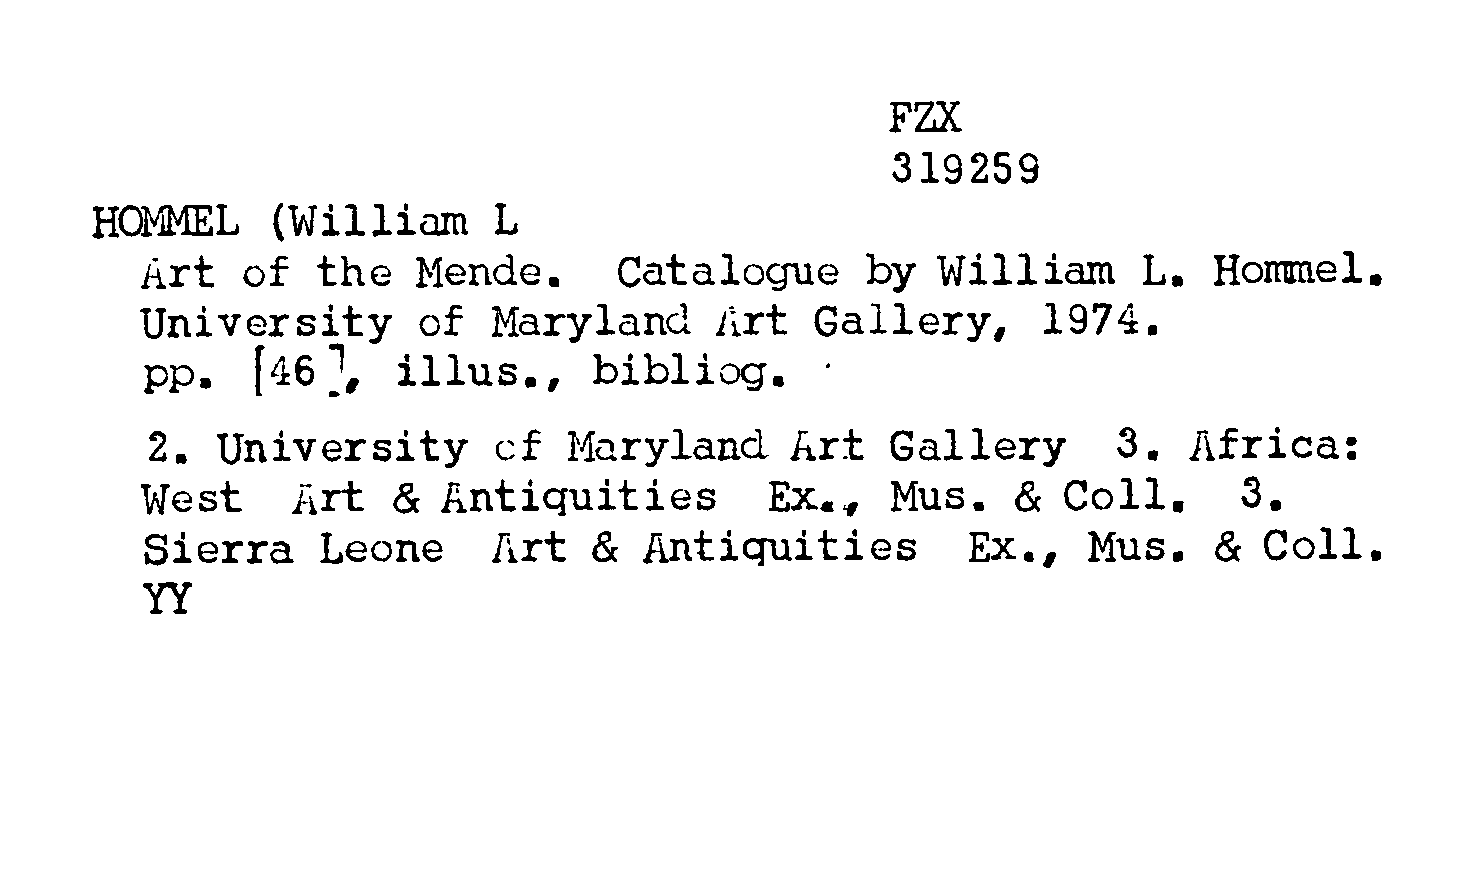 FZX
319259
HOMMEL (William L
Art of the Mende. Catalogue by William L. Hommel.
University of Maryland Art Gallery, 1974.
pp. [46], illus., bibliog.
2. University of Maryland Art Gallery 3. Africa:
West Art & Antiquities Ex., Mus. & Coll. 3.
Sierra Leone Art & Antiquities Ex., Mus. & Coll.
YY